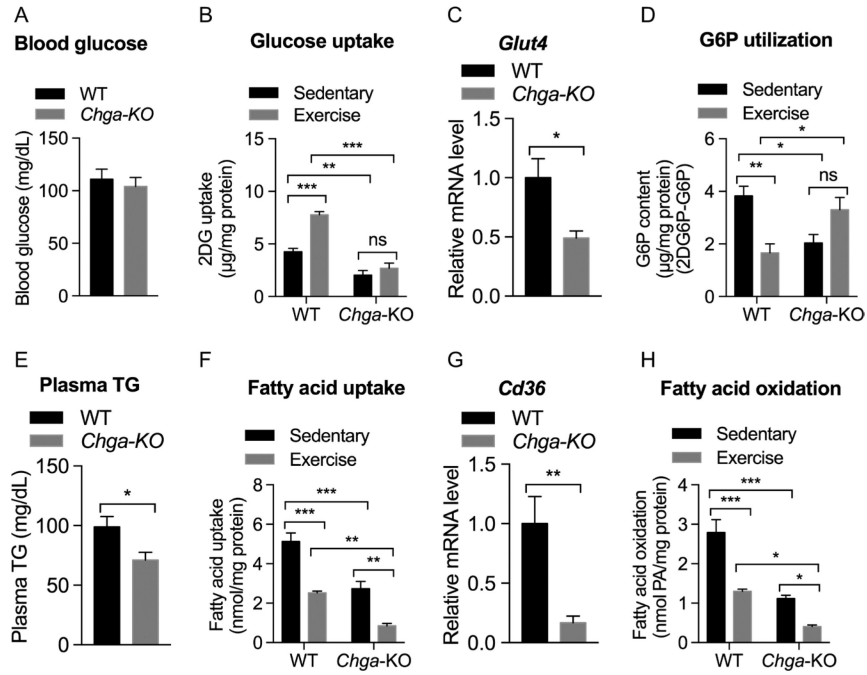 A
Blood glucose
WT
Chga-KO
Blood glucose (mg/dL)
150
100
50
0
B
Glucose uptake
Sedentary
Exercise
2DG uptake
(µg/mg protein)
15
10
5
0
***
**
***
ns
WT
Chga-KO
C
Glut4
WT
Chga-KO
Relative mRNA level
1.5
1.0
0.5
0.0
*
D
G6P utilization
Sedentary
Exercise
G6P content
(µg/mg protein)
(2DG6P-G6P)
6
4
2
0
*
*
**
ns
WT
Chga-KO
E
Plasma TG
WT
Chga-KO
Plasma TG (mg/dL)
150
100
50
0
*
F
Fatty acid uptake
Sedentary
Exercise
Fatty acid uptake
(nmol/mg protein)
8
6
4
2
0
***
***
**
**
WT
Chga-KO
G
Cd36
WT
Chga-KO
Relative mRNA level
1.5
1.0
0.5
0.0
**
H
Fatty acid oxidation
Sedentary
Exercise
Fatty acid oxidation
(nmol PA/mg protein)
4
3
2
1
0
***
***
*
*
WT
Chga-KO